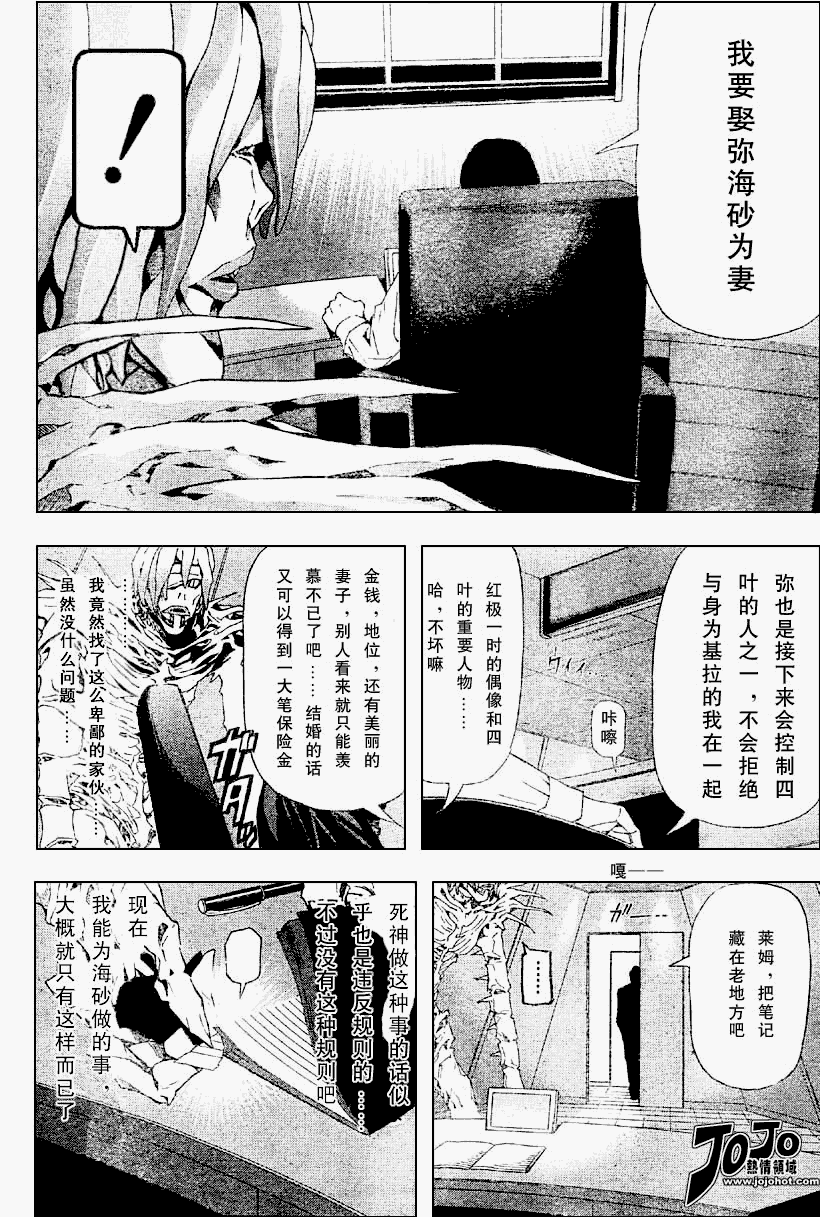 我要娶弥海砂为妻
！
弥也是接下来会控制四
叶的人之一，不会拒绝
与身为基拉的我在一起
ウィ…ン
咔嚓
红极一时的偶像和四
叶的重要人物……
哈，不坏嘛
金钱，地位，还有美丽的
妻子，别人看来就只能羡
慕不已了吧……结婚的话
又可以得到一大笔保险金
ガタッ
………
我竟然找了这么卑鄙的家伙………
虽然没什么问题……
嘎——
ガ——…
莱姆，把笔记
藏在老地方吧
……
死神做这种事的话似
乎也是违反规则的……
不过没有这种规则吧
现在
我能为海砂做的事．
大概就只有这样而已了
JOJO
熱情領域
www.jojohot.com